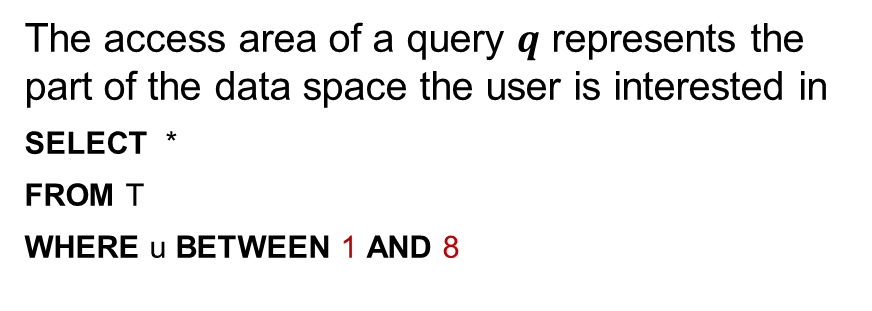 The access area of a query q represents the
part of the data space the user is interested in
SELECT *
FROM T
WHERE u BETWEEN 1 AND 8